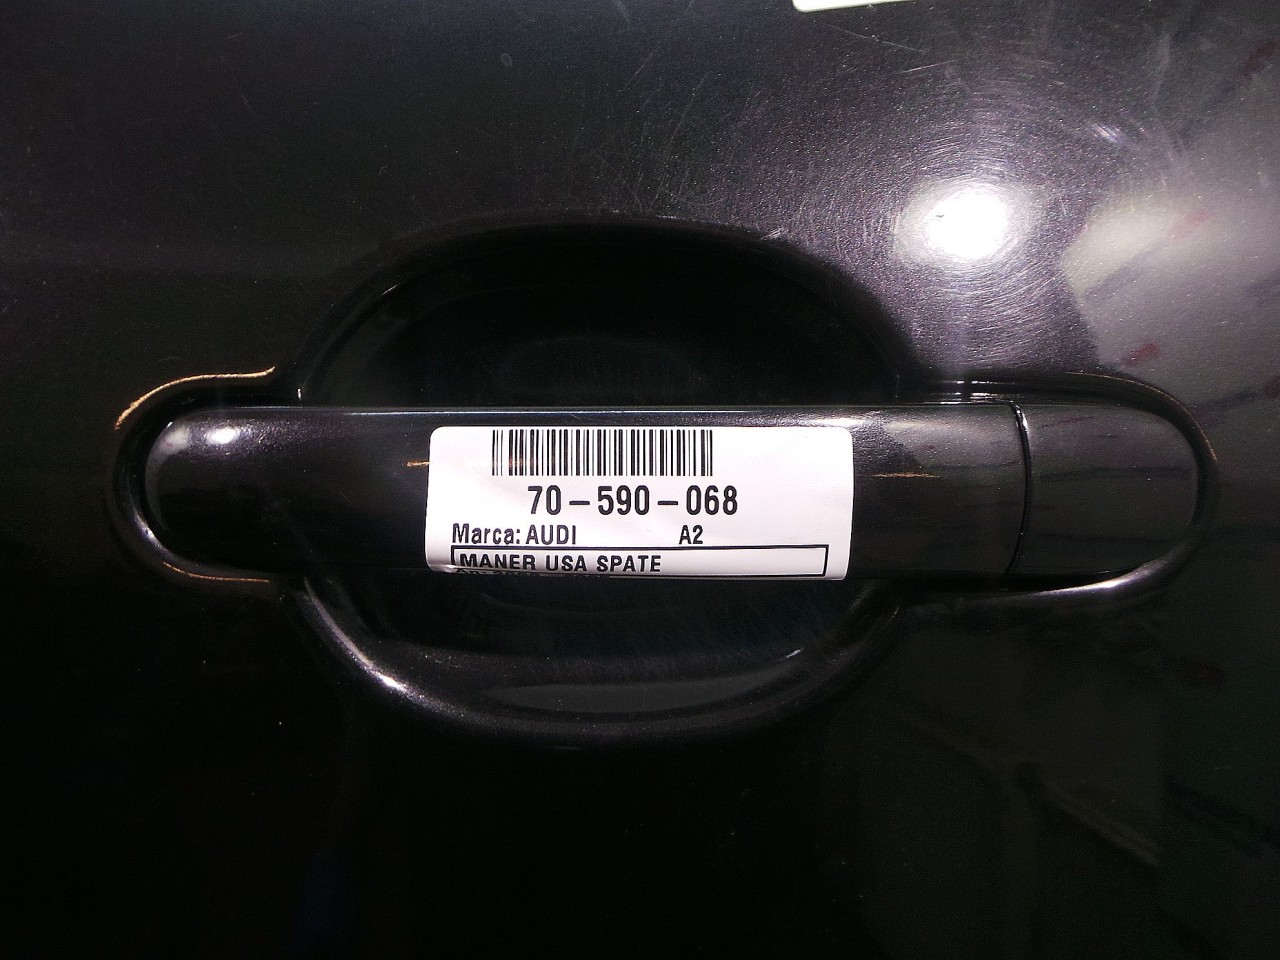 70-590-068
Marca: AUDI A2
MANER USA SPATE